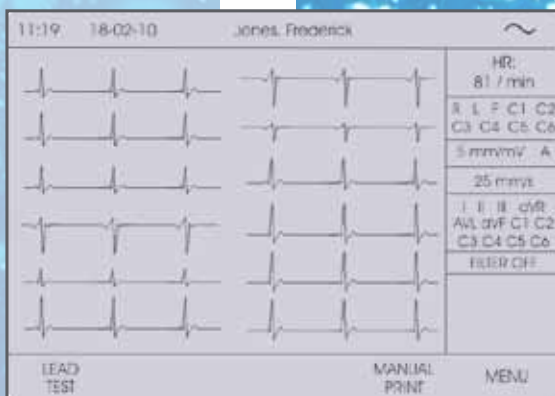 11:19 18-02-10 Jones, Frederick
HR:
81 / min
R L F C1 C2
C3 C4 C5 C6
5 mm/mV A
25 mm/s
I II III aVR
AVL aVF C1 C2
C3 C4 C5 C6
FILTER OFF
LEAD
TEST
MANUAL
PRINT
MENU